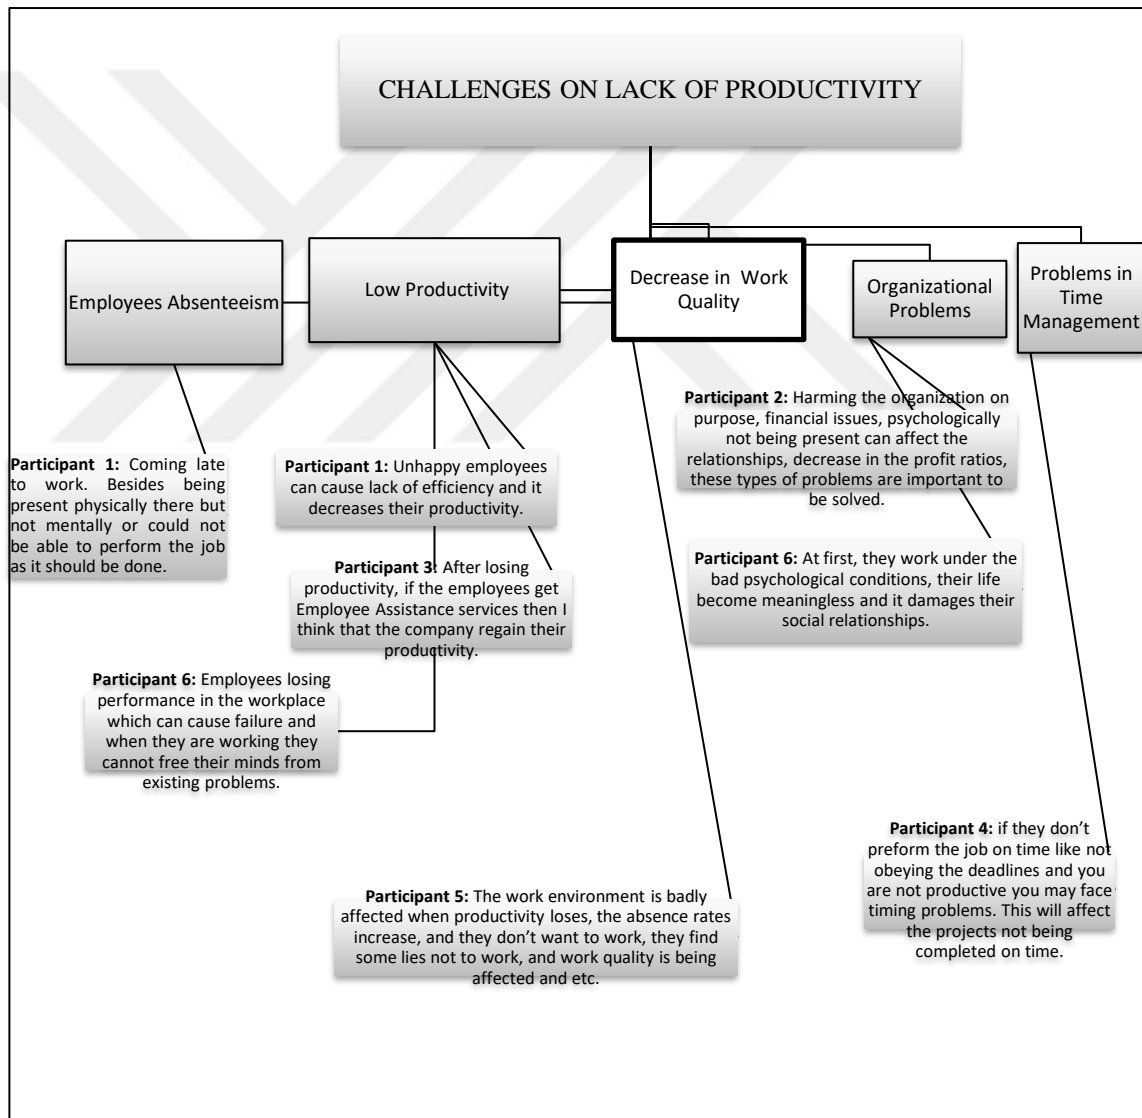 CHALLENGES ON LACK OF PRODUCTIVITY
Employees Absenteeism
Low Productivity
Decrease in Work
Quality
Organizational
Problems
Problems in
Time
Management
Participant 1: Coming late
to work. Besides being
present physically there but
not mentally or could not
be able to perform the job
as it should be done.
Participant 1: Unhappy employees
can cause lack of efficiency and it
decreases their productivity.
Participant 3: After losing
productivity, if the employees get
Employee Assistance services then I
think that the company regain their
productivity.
Participant 6: Employees losing
performance in the workplace
which can cause failure and
when they are working they
cannot free their minds from
existing problems.
Participant 5: The work environment is badly
affected when productivity loses, the absence rates
increase, and they don’t want to work, they find
some lies not to work, and work quality is being
affected and etc.
Participant 2: Harming the organization on
purpose, financial issues, psychologically
not being present can affect the
relationships, decrease in the profit ratios,
these types of problems are important to
be solved.
Participant 6: At first, they work under the
bad psychological conditions, their life
become meaningless and it damages their
social relationships.
Participant 4: if they don’t
preform the job on time like not
obeying the deadlines and you
are not productive you may face
timing problems. This will affect
the projects not being
completed on time.